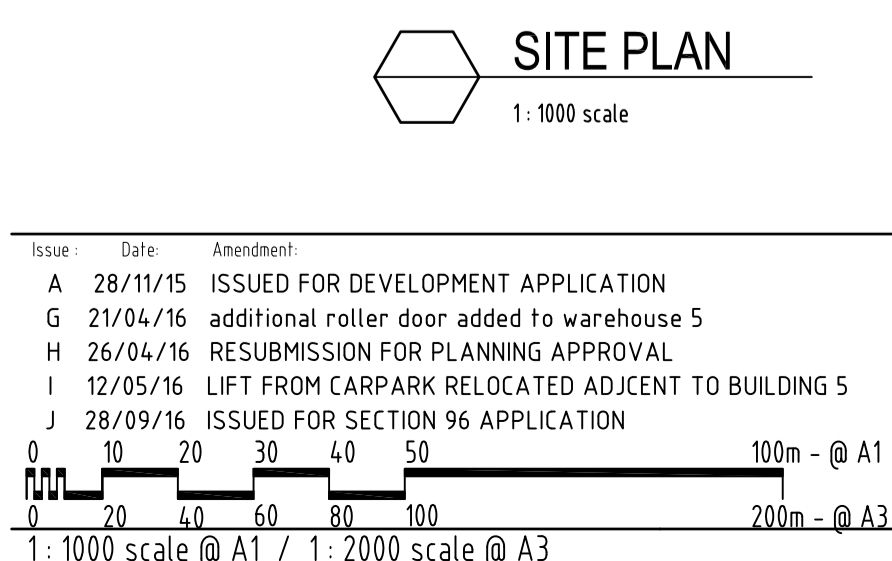 SITE PLAN
1 : 1000 scale
Issue : Date: Amendment:
A 28/11/15 ISSUED FOR DEVELOPMENT APPLICATION
G 21/04/16 additional roller door added to warehouse 5
H 26/04/16 RESUBMISSION FOR PLANNING APPROVAL
I 12/05/16 LIFT FROM CARPARK RELOCATED ADJCENT TO BUILDING 5
J 28/09/16 ISSUED FOR SECTION 96 APPLICATION
0 10 20 30 40 50 100m - @ A1
0 20 40 60 80 100 200m - @ A3
1 : 1000 scale @ A1 / 1 : 2000 scale @ A3